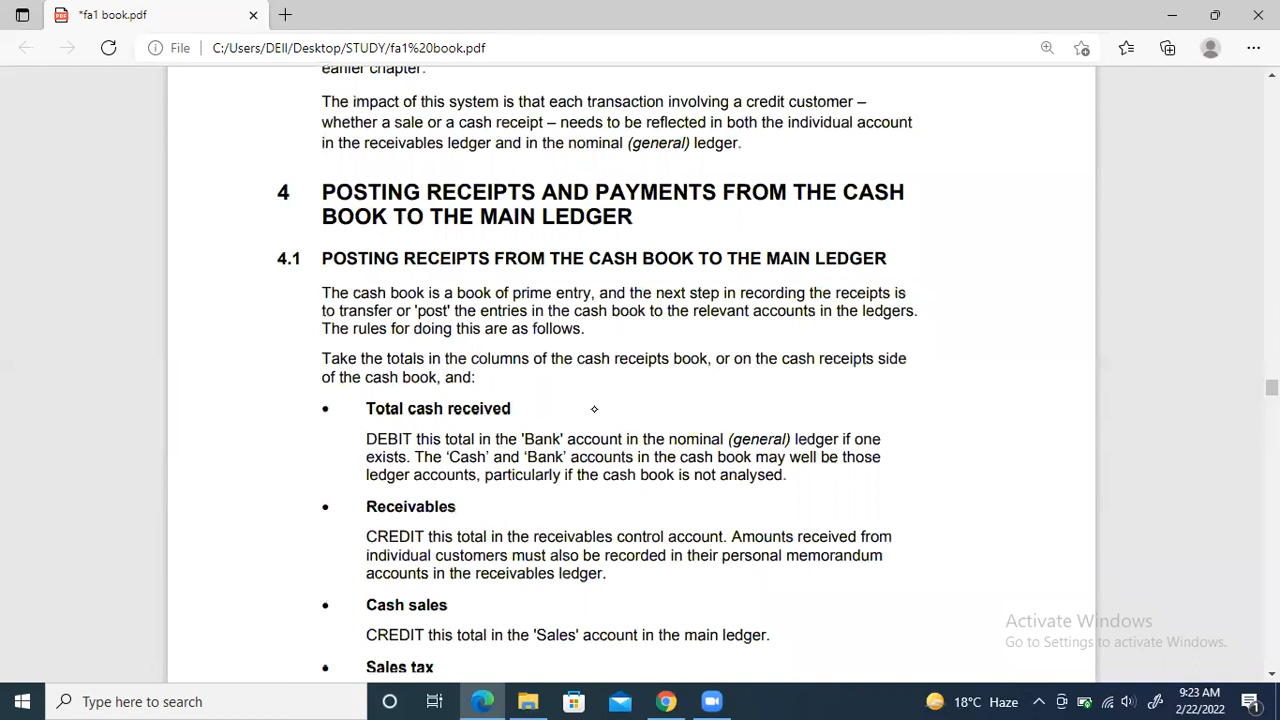 *fa1 book.pdf
File C:/Users/DEll/Desktop/STUDY/fa1%20book.pdf
earlier chapter.
The impact of this system is that each transaction involving a credit customer –
whether a sale or a cash receipt – needs to be reflected in both the individual account
in the receivables ledger and in the nominal (general) ledger.
4 POSTING RECEIPTS AND PAYMENTS FROM THE CASH
BOOK TO THE MAIN LEDGER
4.1 POSTING RECEIPTS FROM THE CASH BOOK TO THE MAIN LEDGER
The cash book is a book of prime entry, and the next step in recording the receipts is
to transfer or 'post' the entries in the cash book to the relevant accounts in the ledgers.
The rules for doing this are as follows.
Take the totals in the columns of the cash receipts book, or on the cash receipts side
of the cash book, and:
• Total cash received
DEBIT this total in the 'Bank' account in the nominal (general) ledger if one
exists. The ‘Cash’ and ‘Bank’ accounts in the cash book may well be those
ledger accounts, particularly if the cash book is not analysed.
• Receivables
CREDIT this total in the receivables control account. Amounts received from
individual customers must also be recorded in their personal memorandum
accounts in the receivables ledger.
• Cash sales
CREDIT this total in the 'Sales' account in the main ledger.
• Sales tax
Activate Windows
Go to Settings to activate Windows.
Type here to search
18°C Haze
9:23 AM
2/22/2022
1